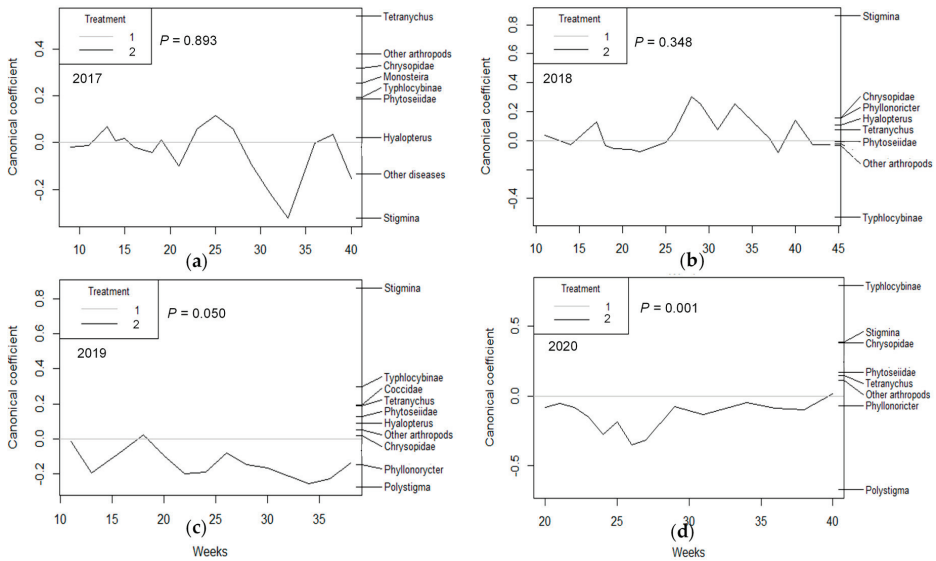 Treatment
1
2
P = 0.893
2017
Canonical coefficient
0.4
0.2
0.0
-0.2
10 15 20 25 30 35 40
Tetranychus
Other arthropods
Chrysopidae
Monosteira
Typhlocybinae
Phytoseiidae
Hyalopterus
Other diseases
Stigmina
(a)
Treatment
1
2
P = 0.348
2018
Canonical coefficient
0.8
0.6
0.4
0.2
0.0
-0.4
10 15 20 25 30 35 40 45
Stigmina
Chrysopidae
Phyllonoricter
Hyalopterus
Tetranychus
Phytoseiidae
Other arthropods
Typhlocybinae
(b)
Treatment
1
2
P = 0.050
2019
Canonical coefficient
0.8
0.6
0.4
0.2
0.0
-0.2
10 15 20 25 30 35
Stigmina
Typhlocybinae
Coccidae
Tetranychus
Phytoseiidae
Hyalopterus
Other arthropods
Chrysopidae
Phyllonorycter
Polystigma
(c)
Weeks
Treatment
1
2
P = 0.001
2020
Canonical coefficient
0.5
0.0
-0.5
20 25 30 35 40
Typhlocybinae
Stigmina
Chrysopidae
Phytoseiidae
Tetranychus
Other arthropods
Phyllonoricter
Polystigma
(d)
Weeks